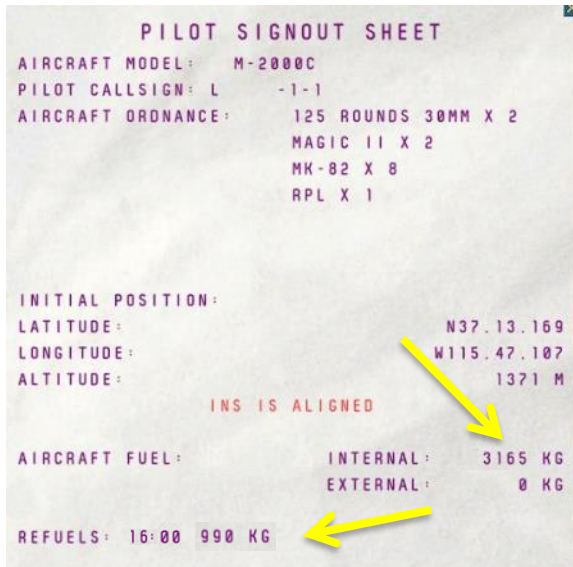 PILOT SIGNOUT SHEET
AIRCRAFT MODEL: M-2000C
PILOT CALLSIGN: L -1-1
AIRCRAFT ORDNANCE: 125 ROUNDS 30MM X 2
MAGIC II X 2
MK-82 X 8
RPL X 1
INITIAL POSITION:
LATITUDE: N37.13.169
LONGITUDE: W115.47.107
ALTITUDE: 1371 M
INS IS ALIGNED
AIRCRAFT FUEL: INTERNAL: 3165 KG
EXTERNAL: 0 KG
REFUELS: 16:00 990 KG